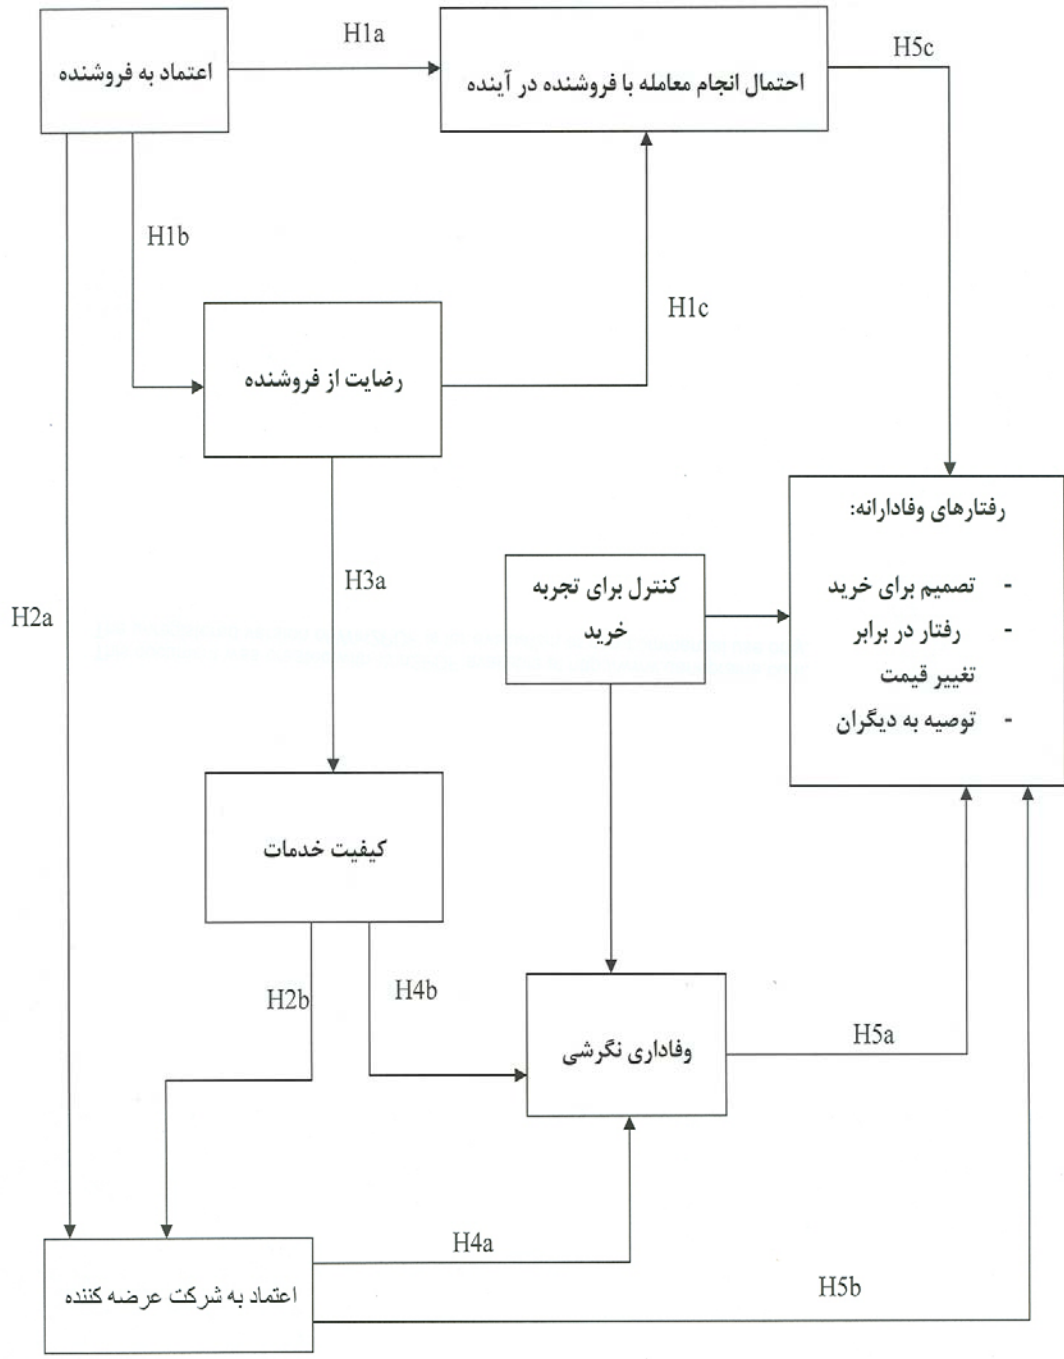 اعتماد به فروشنده
H1a
احتمال انجام معامله با فروشنده در آینده
H5c
H1b
H1c
رضایت از فروشنده
H2a
H3a
کنترل برای تجربه
خرید
رفتارهای وفادارانه:
- تصمیم برای خرید
- رفتار در برابر
تغییر قیمت
- توصیه به دیگران
کیفیت خدمات
H2b
H4b
وفاداری نگرشی
H5a
H4a
اعتماد به شرکت عرضه کننده
H5b